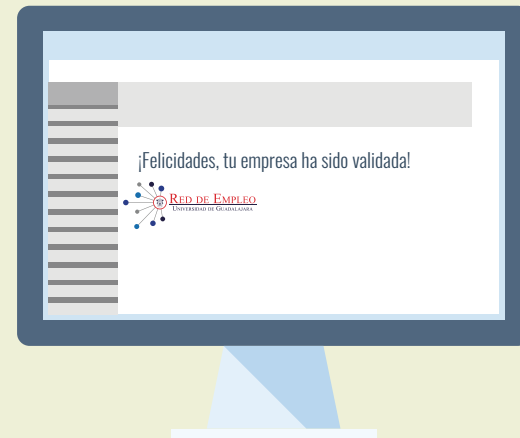 ¡Felicidades, tu empresa ha sido validada!
RED DE EMPLEO
UNIVERSIDAD DE GUADALAJARA